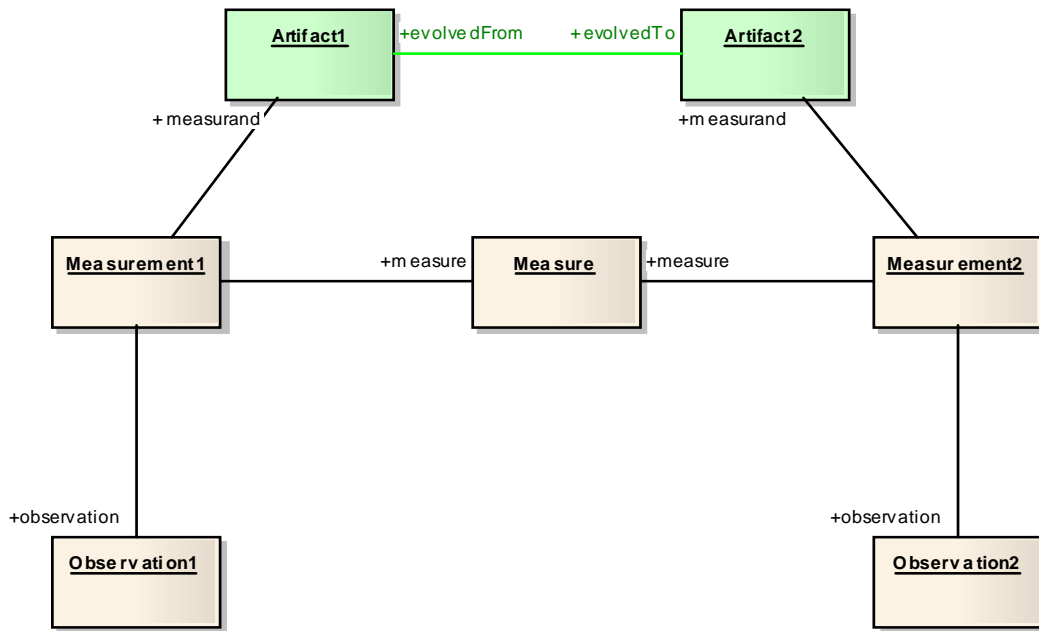 Artifact1
+evolvedFrom
+evolvedTo
Artifact2
+measurand
+measurand
Measurement1
+measure
Measure
+measure
Measurement2
+observation
+observation
Observation1
Observation2